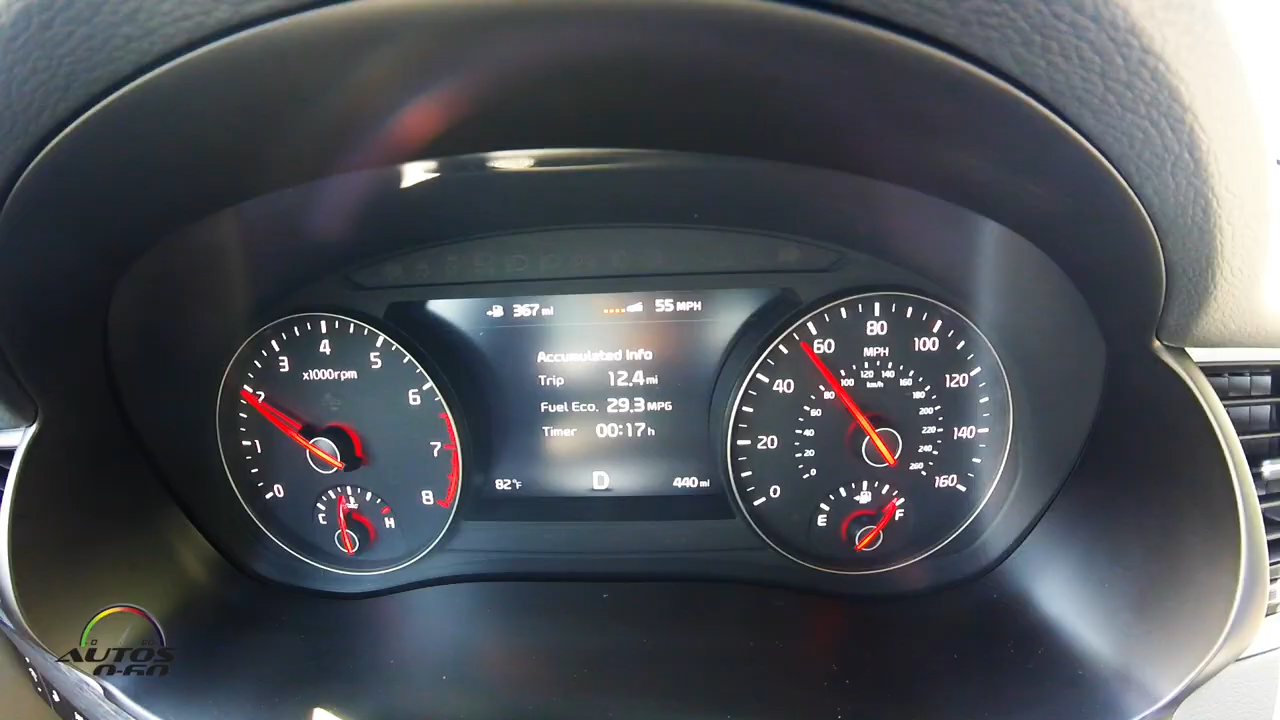 367 mi
55 MPH
Accumulated Info
Trip 12.4 mi
Fuel Eco. 29.3 MPG
Timer 00:17 h
82°F D 440 mi
0 1 2 3 4 5 6 7 8
x1000rpm
C H
0 20 40 60 80 100 120 140 160
MPH
0 20 40 60 80 100 120 140 160 180 200 220 240 260
km/h
E F
AUTOS
0-60